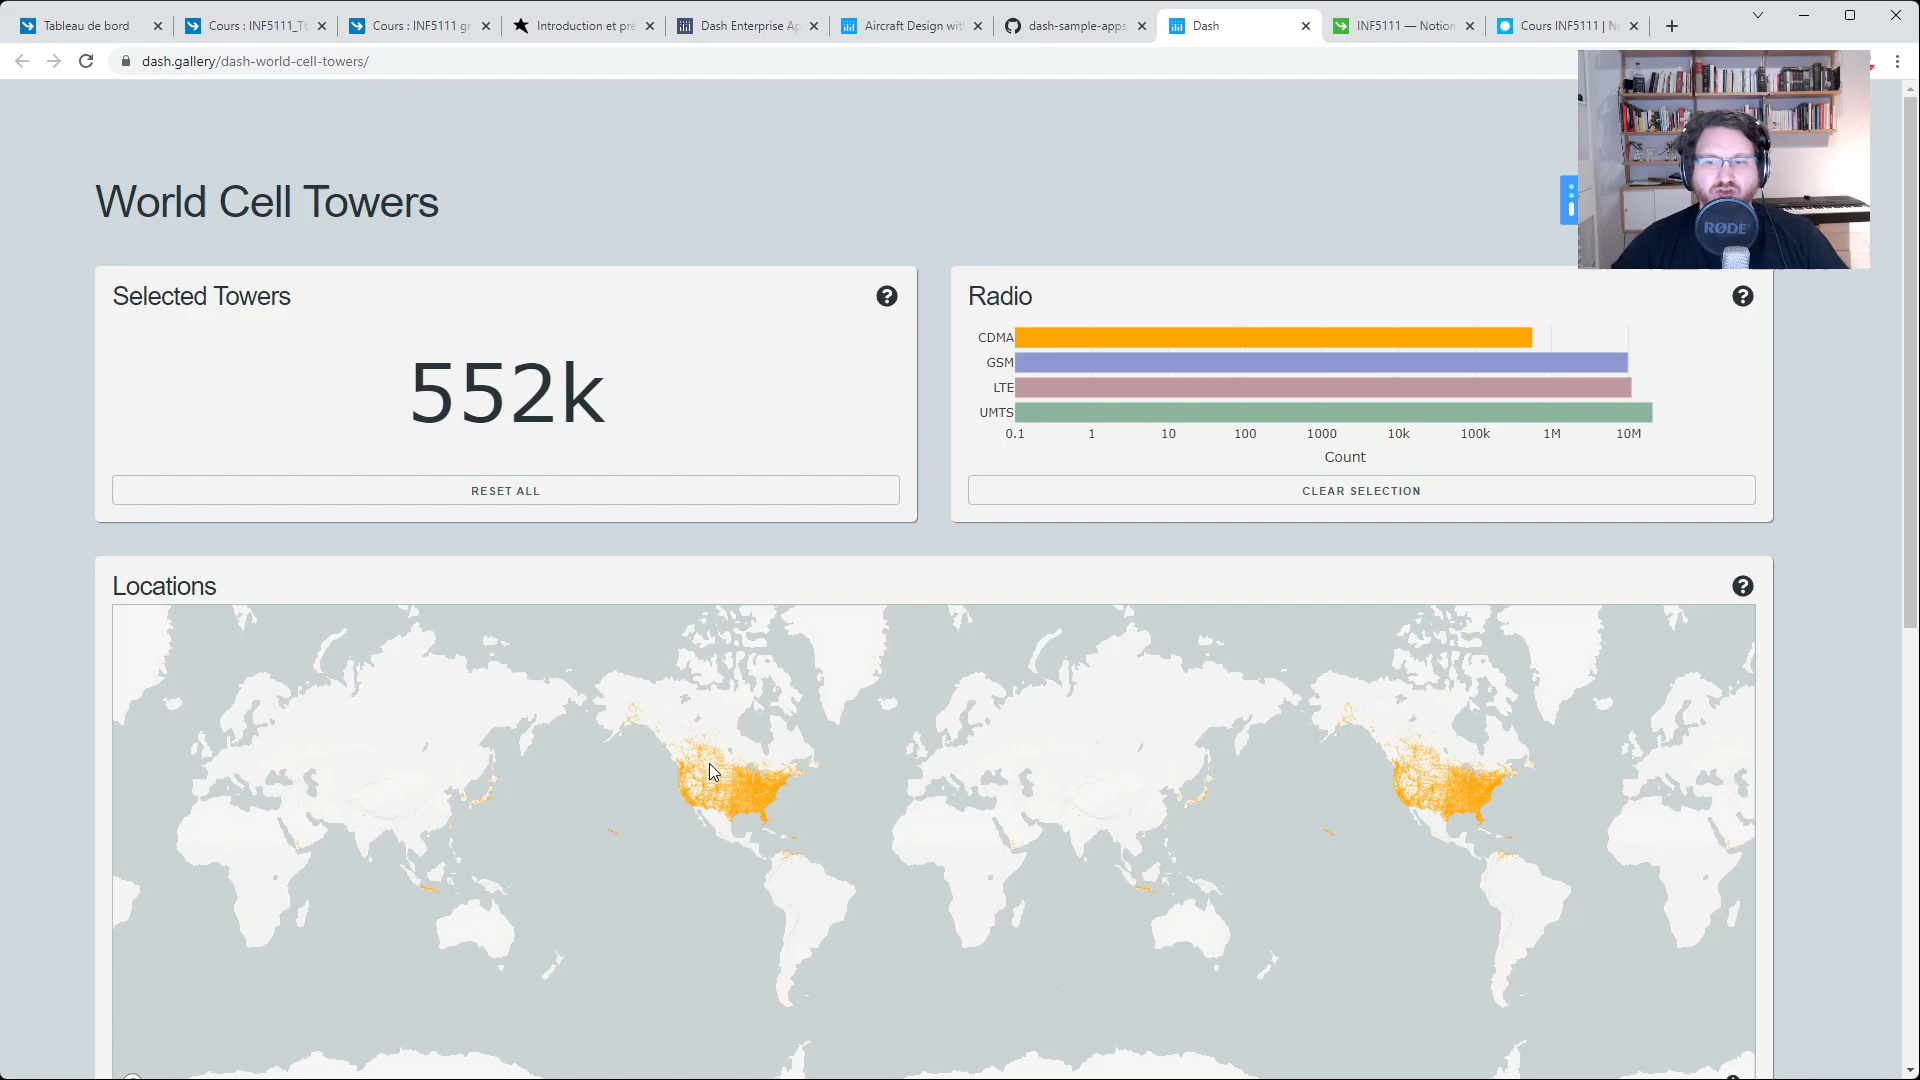 Tableau de bord
Cours : INF5111_T6
Cours : INF5111 gr
Introduction et pré
Dash Enterprise Ap
Aircraft Design wit
dash-sample-apps
Dash
INF5111 — Notion
Cours INF5111 | No
dash.gallery/dash-world-cell-towers/
RØDE
World Cell Towers
Selected Towers
552k
RESET ALL
Radio
CDMA
GSM
LTE
UMTS
0.1 1 10 100 1000 10k 100k 1M 10M
Count
CLEAR SELECTION
Locations